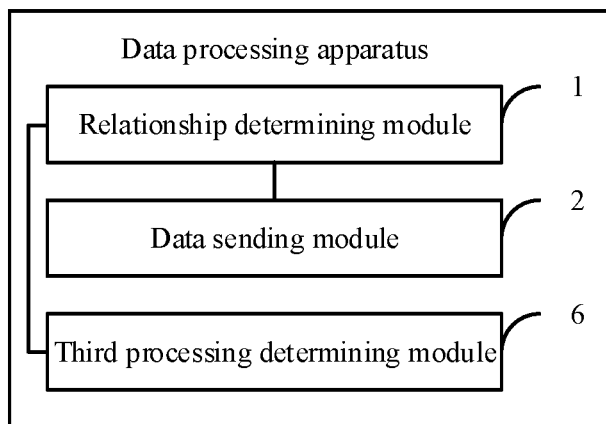 Data processing apparatus
1
Relationship determining module
2
Data sending module
6
Third processing determining module